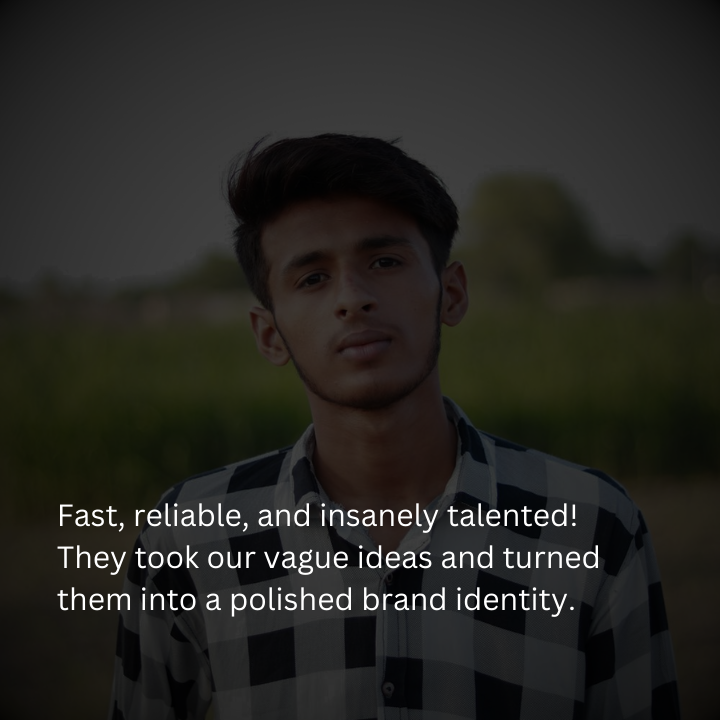 Fast, reliable, and insanely talented!
They took our vague ideas and turned
them into a polished brand identity.